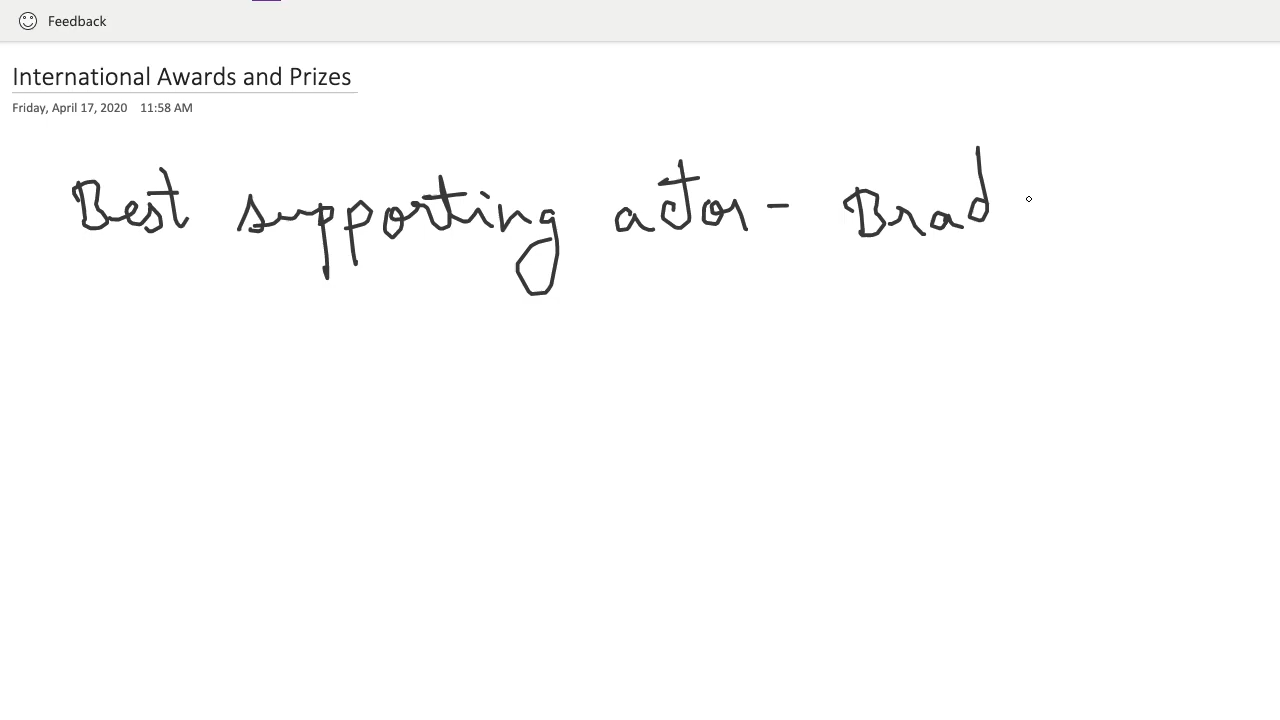 Feedback
International Awards and Prizes
Friday, April 17, 2020 11:58 AM
Best supporting actor - Brad